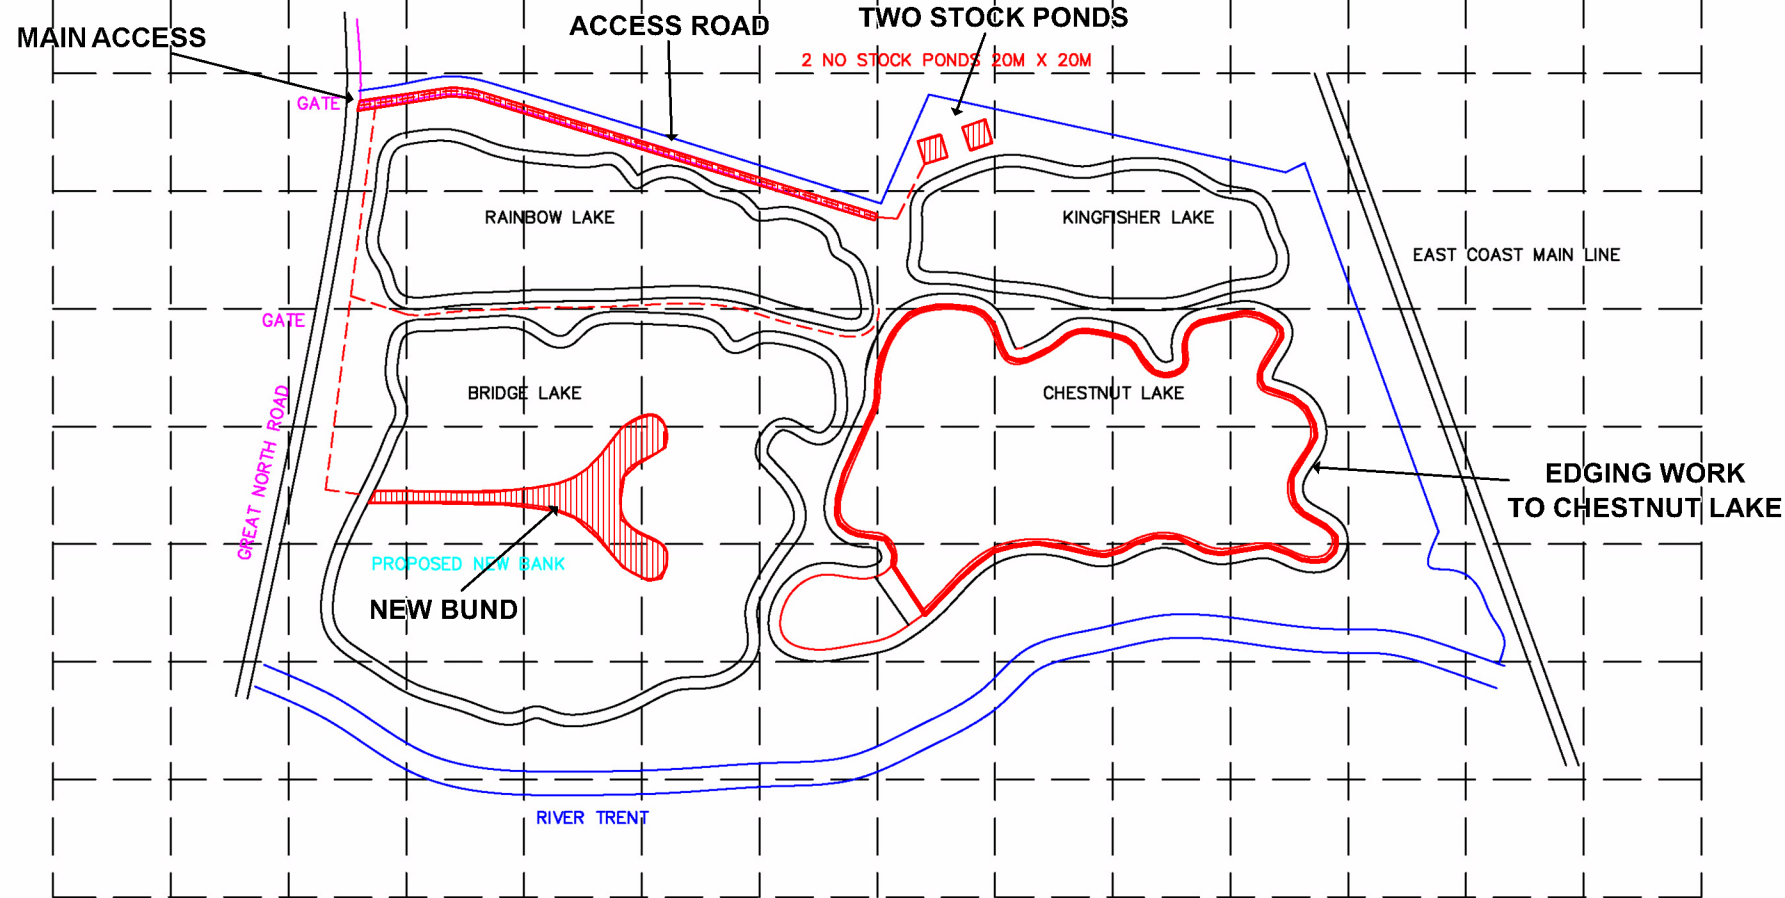 TWO STOCK PONDS
ACCESS ROAD
MAIN ACCESS
2 NO STOCK PONDS 20M X 20M
GATE
RAINBOW LAKE
KINGFISHER LAKE
EAST COAST MAIN LINE
GATE
BRIDGE LAKE
CHESTNUT LAKE
GREAT NORTH ROAD
EDGING WORK
TO CHESTNUT LAKE
PROPOSED NEW BANK
NEW BUND
RIVER TRENT